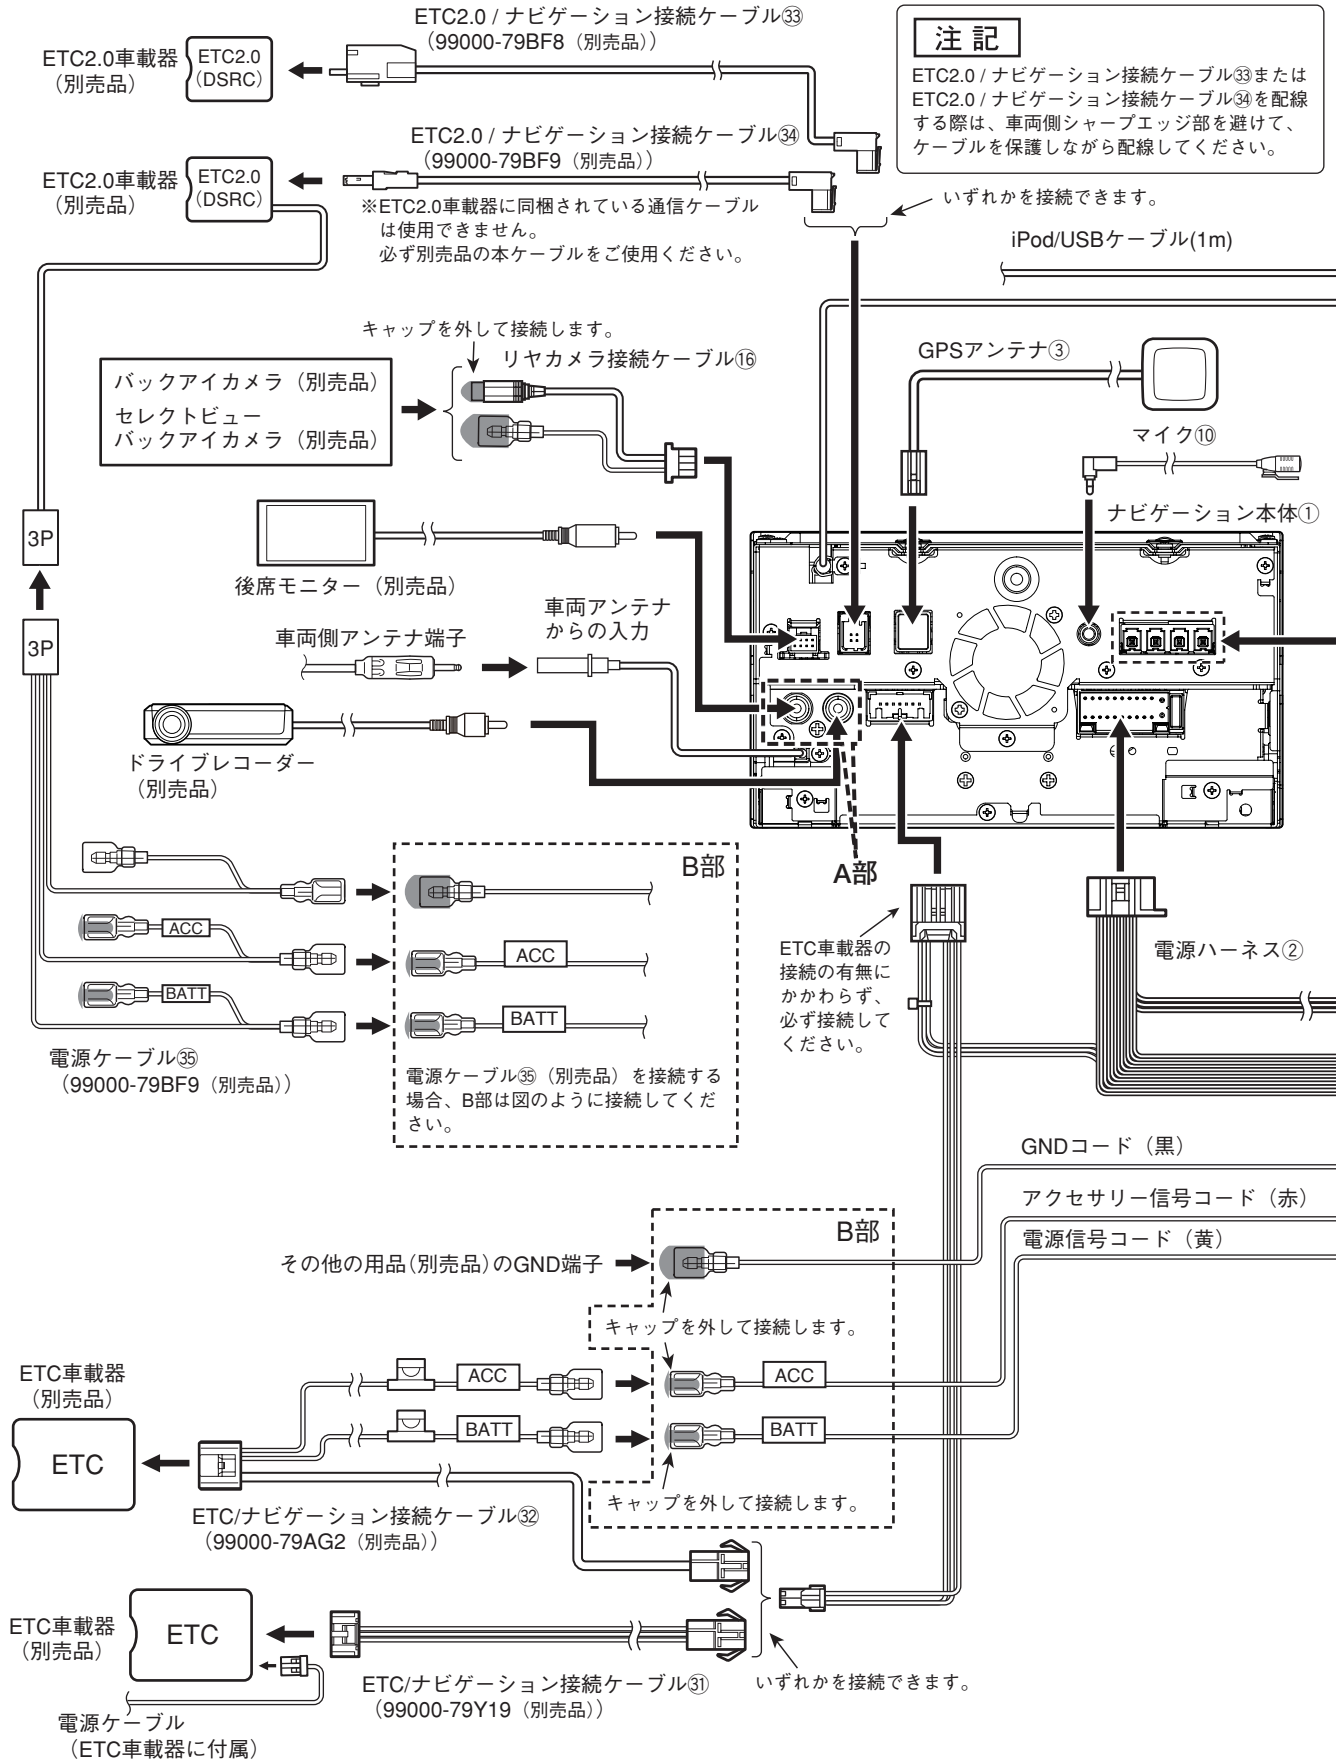 ETC2.0 / ナビゲーション接続ケーブル㉝
（99000-79BF8（別売品））
ETC2.0車載器
（別売品）
ETC2.0
(DSRC)
注 記
ETC2.0 / ナビゲーション接続ケーブル㉝または
ETC2.0 / ナビゲーション接続ケーブル㉞を配線
する際は、車両側シャープエッジ部を避けて、
ケーブルを保護しながら配線してください。
ETC2.0 / ナビゲーション接続ケーブル㉞
（99000-79BF9（別売品））
ETC2.0車載器
（別売品）
ETC2.0
(DSRC)
※ETC2.0車載器に同梱されている通信ケーブル
は使用できません。
必ず別売品の本ケーブルをご使用ください。
いずれかを接続できます。
iPod/USBケーブル(1m)
キャップを外して接続します。
リヤカメラ接続ケーブル⑯
バックアイカメラ（別売品）
セレクトビュー
バックアイカメラ（別売品）
GPSアンテナ③
マイク⑩
ナビゲーション本体①
3P
3P
後席モニター（別売品）
車両アンテナ
からの入力
車両側アンテナ端子
ドライブレコーダー
（別売品）
A部
B部
ACC
ACC
BATT
BATT
電源ケーブル㉟
（99000-79BF9（別売品））
電源ケーブル㉟（別売品）を接続する
場合、B部は図のように接続してくだ
さい。
ETC車載器の
接続の有無に
かかわらず、
必ず接続して
ください。
電源ハーネス②
GNDコード（黒）
アクセサリー信号コード（赤）
電源信号コード（黄）
B部
その他の用品(別売品)のGND端子
キャップを外して接続します。
ETC車載器
（別売品）
ETC
ACC
ACC
BATT
BATT
キャップを外して接続します。
ETC/ナビゲーション接続ケーブル㉜
（99000-79AG2（別売品））
ETC車載器
（別売品）
ETC
ETC/ナビゲーション接続ケーブル㉛
（99000-79Y19（別売品））
いずれかを接続できます。
電源ケーブル
（ETC車載器に付属）